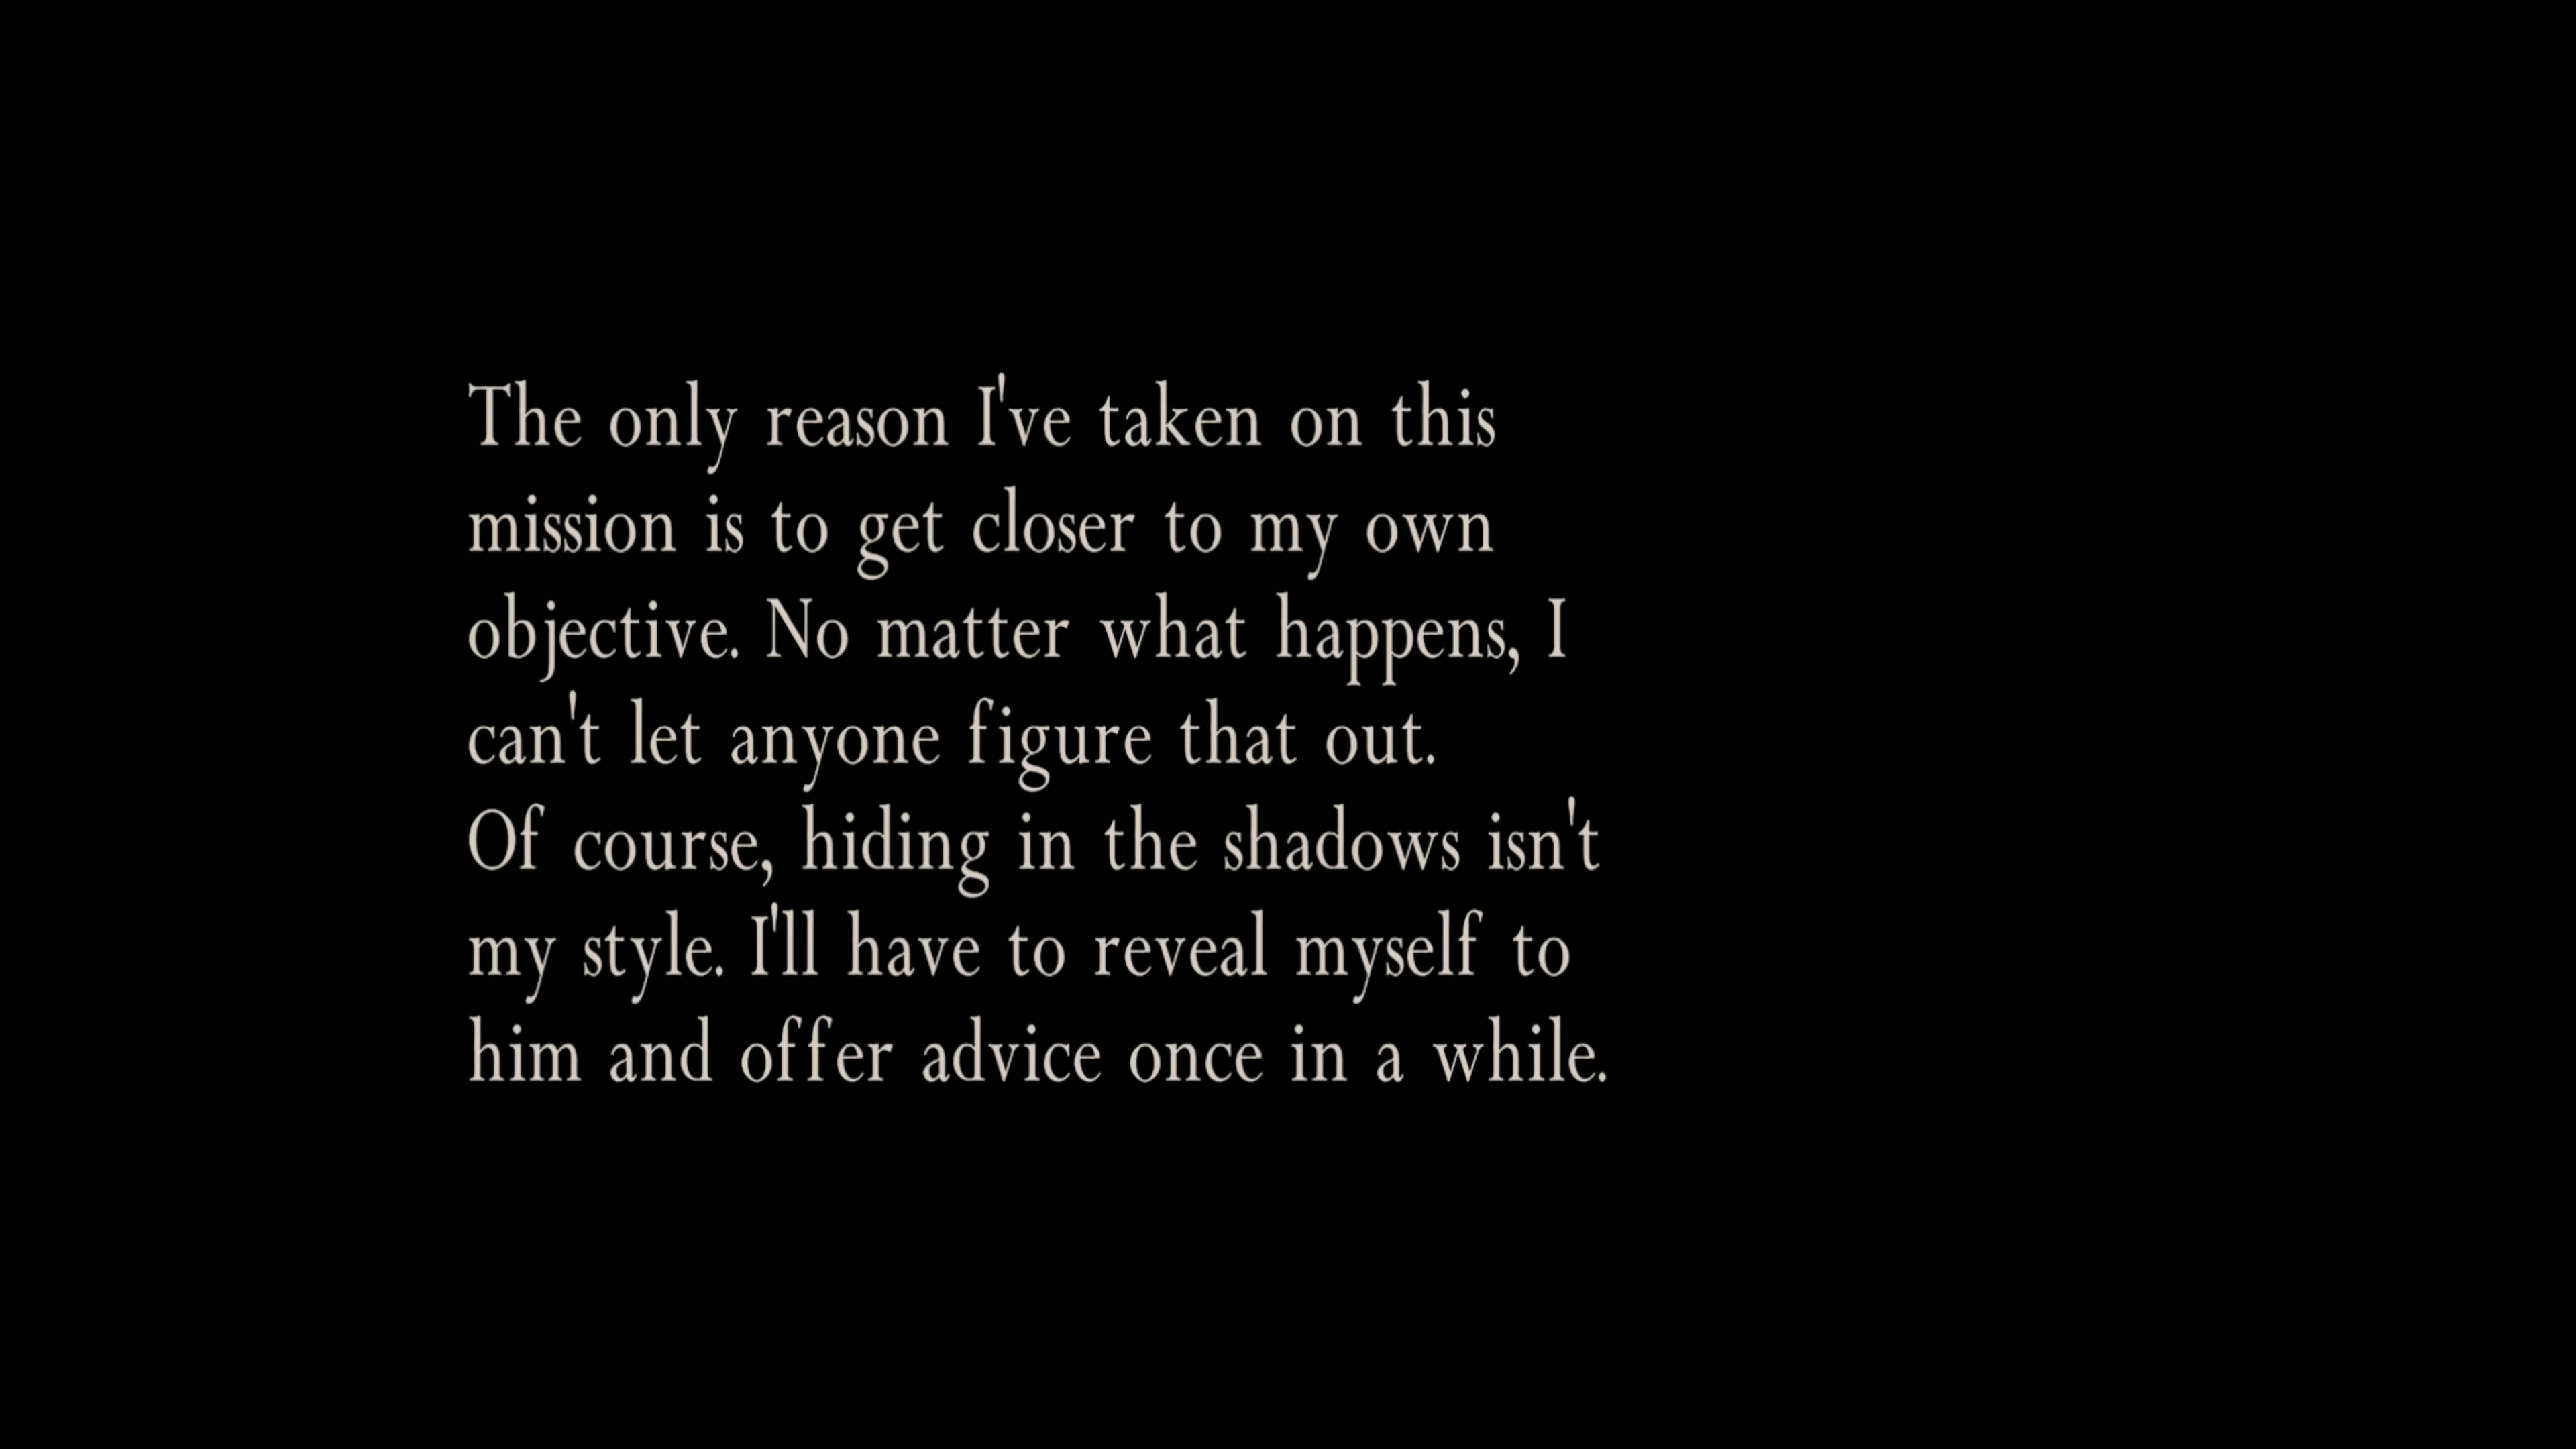 The only reason I've taken on this
mission is to get closer to my own
objective. No matter what happens, I
can't let anyone figure that out.
Of course, hiding in the shadows isn't
my style. I'll have to reveal myself to
him and offer advice once in a while.